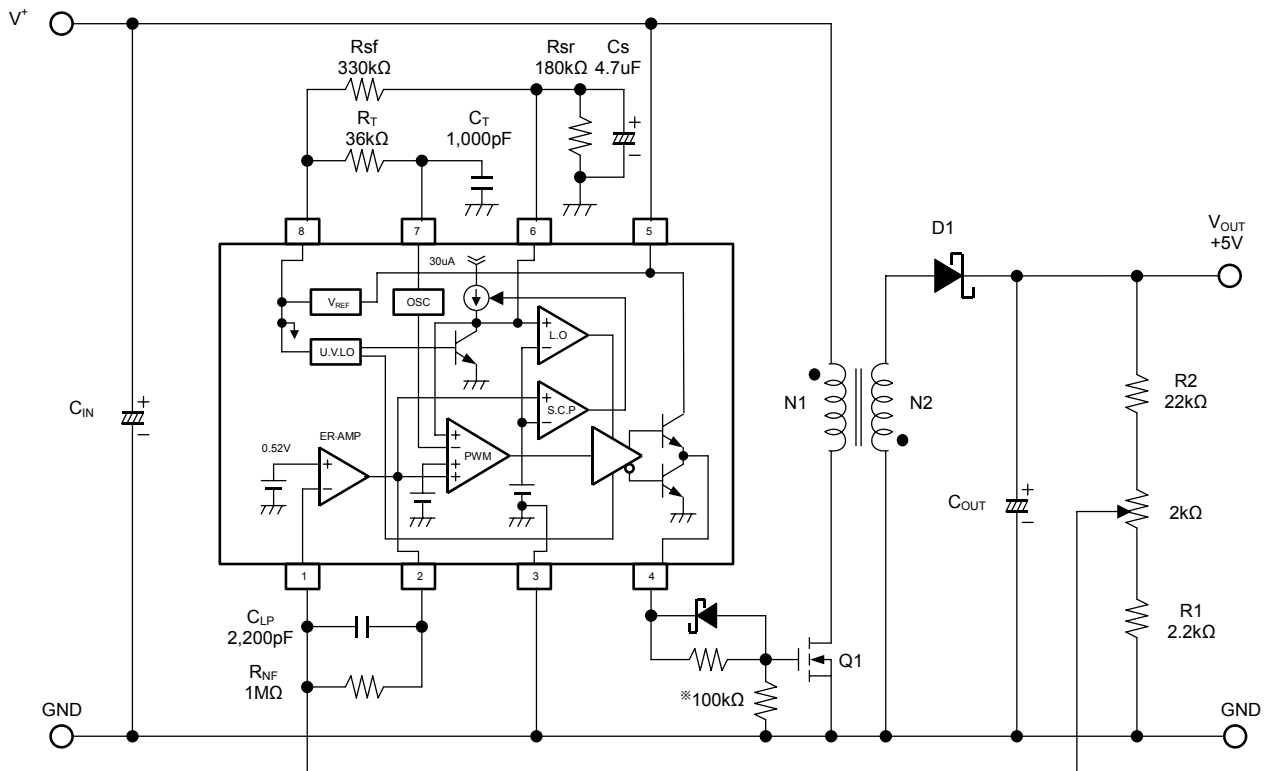 V+
Rsf
330kΩ
Rsr
180kΩ
Cs
4.7uF
+
-
RT
36kΩ
CT
1,000pF
8
7
6
5
30uA
VREF
OSC
U.V.LO
+
L.O
-
+
S.C.P
-
CIN
+
-
0.52V
ER·AMP
+
-
+
-
+
+
PWM
1
2
3
4
CLP
2,200pF
RNF
1MΩ
※100kΩ
Q1
N1
N2
D1
VOUT
+5V
COUT
+
-
R2
22kΩ
2kΩ
R1
2.2kΩ
GND
GND